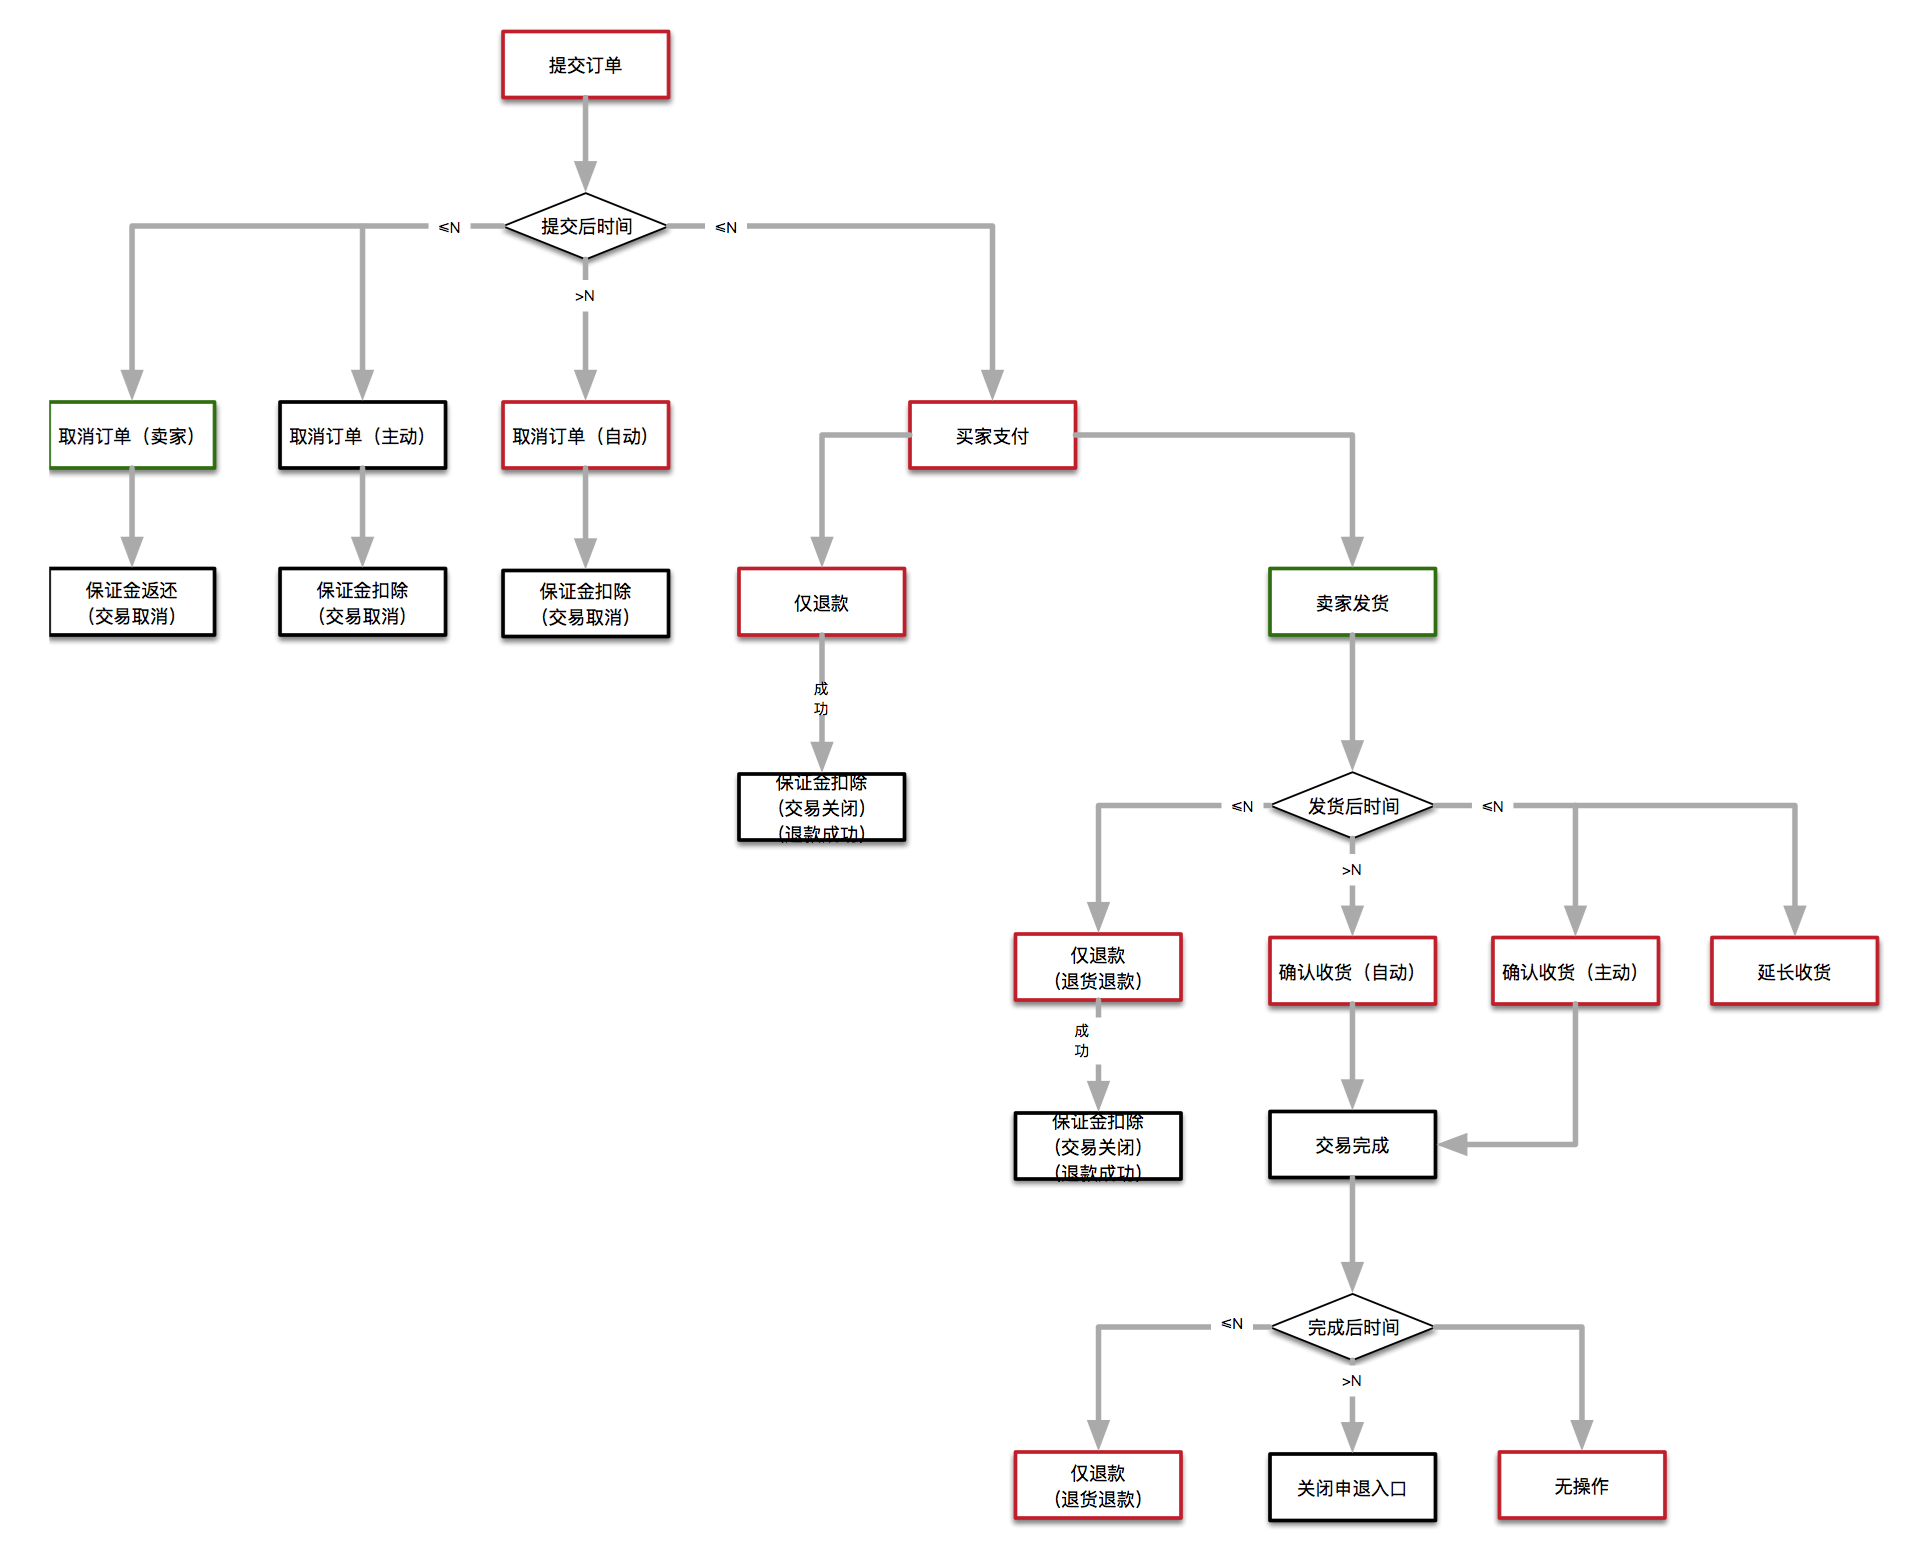 提交订单
提交后时间
≤N
≤N
>N
取消订单（卖家）
取消订单（主动）
取消订单（自动）
买家支付
保证金返还
（交易取消）
保证金扣除
（交易取消）
保证金扣除
（交易取消）
仅退款
卖家发货
成
功
保证金扣除
（交易关闭）
（退款成功）
发货后时间
≤N
≤N
>N
仅退款
（退货退款）
确认收货（自动）
确认收货（主动）
延长收货
成
功
保证金扣除
（交易关闭）
（退款成功）
交易完成
完成后时间
≤N
>N
仅退款
（退货退款）
关闭申退入口
无操作